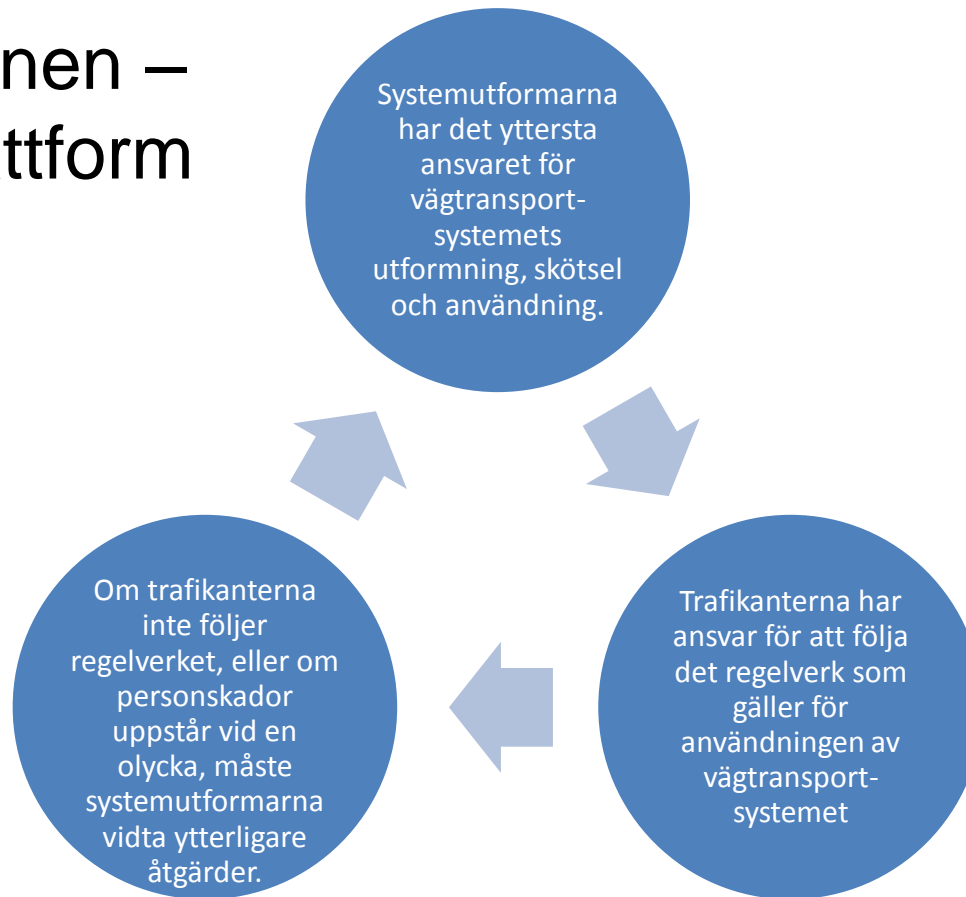 nen –
ttform
Systemutformarna
har det yttersta
ansvaret för
vägtransport-
systemets
utformning, skötsel
och användning.
Trafikanterna har
ansvar för att följa
det regelverk som
gäller för
användningen av
vägtransport-
systemet
Om trafikanterna
inte följer
regelverket, eller om
personskador
uppstår vid en
olycka, måste
systemutformarna
vidta ytterligare
åtgärder.